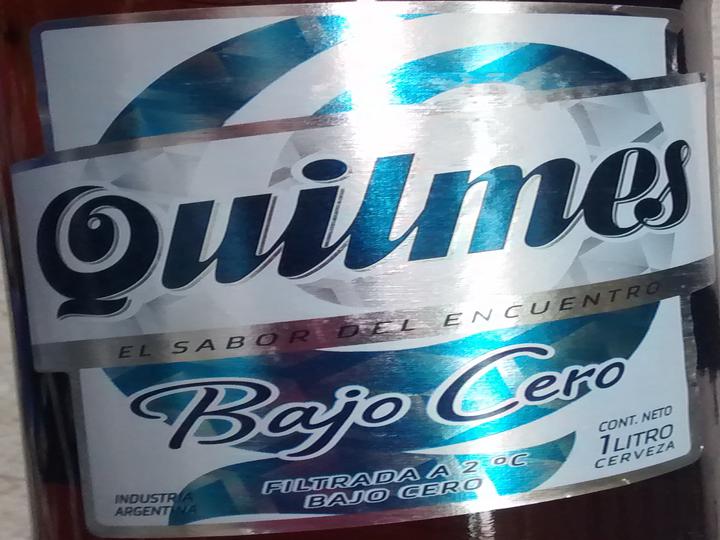 Quilmes
EL SABOR DEL ENCUENTRO
Bajo Cero
FILTRADA A 2 ºC
BAJO CERO
CONT. NETO
1 LITRO
CERVEZA
INDUSTRIA
ARGENTINA